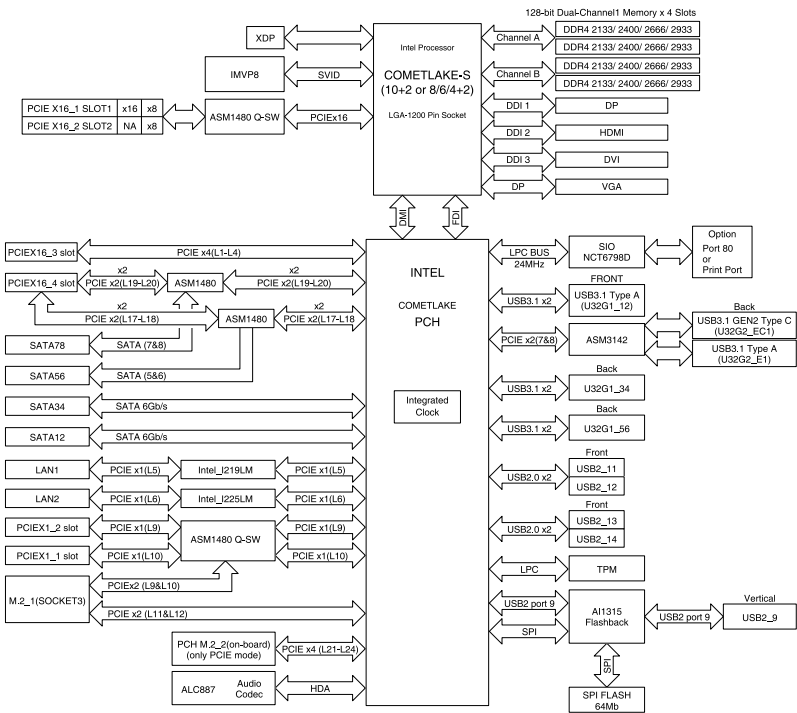 128-bit Dual-Channel1 Memory x 4 Slots
XDP
Intel Processor
COMETLAKE-S
(10+2 or 8/6/4+2)
LGA-1200 Pin Socket
Channel A
DDR4 2133/ 2400/ 2666/ 2933
DDR4 2133/ 2400/ 2666/ 2933
IMVP8
SVID
Channel B
DDR4 2133/ 2400/ 2666/ 2933
DDR4 2133/ 2400/ 2666/ 2933
PCIE X16_1 SLOT1 x16 x8
PCIE X16_2 SLOT2 NA x8
ASM1480 Q-SW
PCIEx16
DDI 1
DP
DDI 2
HDMI
DDI 3
DVI
DP
VGA
DMI
FDI
INTEL
COMETLAKE
PCH
Integrated
Clock
PCIEX16_3 slot
PCIE x4(L1-L4)
PCIEX16_4 slot
x2
PCIE x2(L19-L20)
ASM1480
x2
PCIE x2(L19-L20)
x2
PCIE x2(L17-L18)
ASM1480
x2
PCIE x2(L17-L18
SATA78
SATA (7&8)
SATA56
SATA (5&6)
SATA34
SATA 6Gb/s
SATA12
SATA 6Gb/s
LAN1
PCIE x1(L5)
Intel_I219LM
PCIE x1(L5)
LAN2
PCIE x1(L6)
Intel_I225LM
PCIE x1(L6)
PCIEX1_2 slot
PCIE x1(L9)
ASM1480 Q-SW
PCIE x1(L9)
PCIEX1_1 slot
PCIE x1(L10)
PCIE x1(L10)
M.2_1(SOCKET3)
PCIEx2 (L9&L10)
PCIE x2 (L11&L12)
PCH M.2_2(on-board)
(only PCIE mode)
PCIE x4 (L21-L24)
ALC887 Audio
Codec
HDA
LPC BUS
24MHz
SIO
NCT6798D
Option
Port 80
or
Print Port
FRONT
USB3.1 x2
USB3.1 Type A
(U32G1_12)
PCIE x2(7&8)
ASM3142
Back
USB3.1 GEN2 Type C
(U32G2_EC1)
USB3.1 Type A
(U32G2_E1)
Back
USB3.1 x2
U32G1_34
Back
USB3.1 x2
U32G1_56
Front
USB2.0 x2
USB2_11
USB2_12
Front
USB2.0 x2
USB2_13
USB2_14
LPC
TPM
USB2 port 9
SPI
AI1315
Flashback
USB2 port 9
Vertical
USB2_9
SPI
SPI FLASH
64Mb